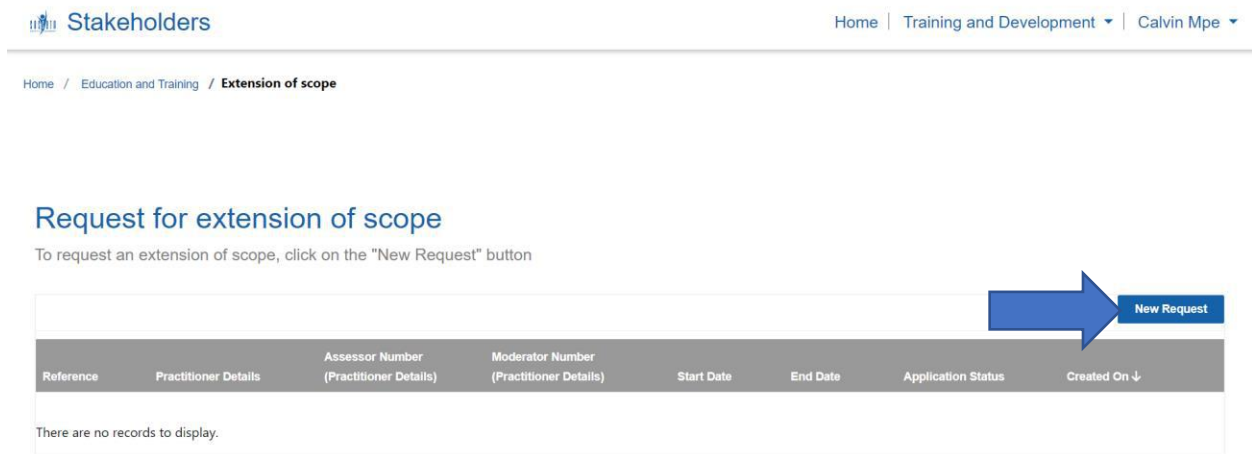 Stakeholders
Home | Training and Development | Calvin Mpe
Home / Education and Training / Extension of scope
Request for extension of scope
To request an extension of scope, click on the "New Request" button
New Request
Reference Practitioner Details Assessor Number (Practitioner Details) Moderator Number (Practitioner Details) Start Date End Date Application Status Created On ↓
There are no records to display.